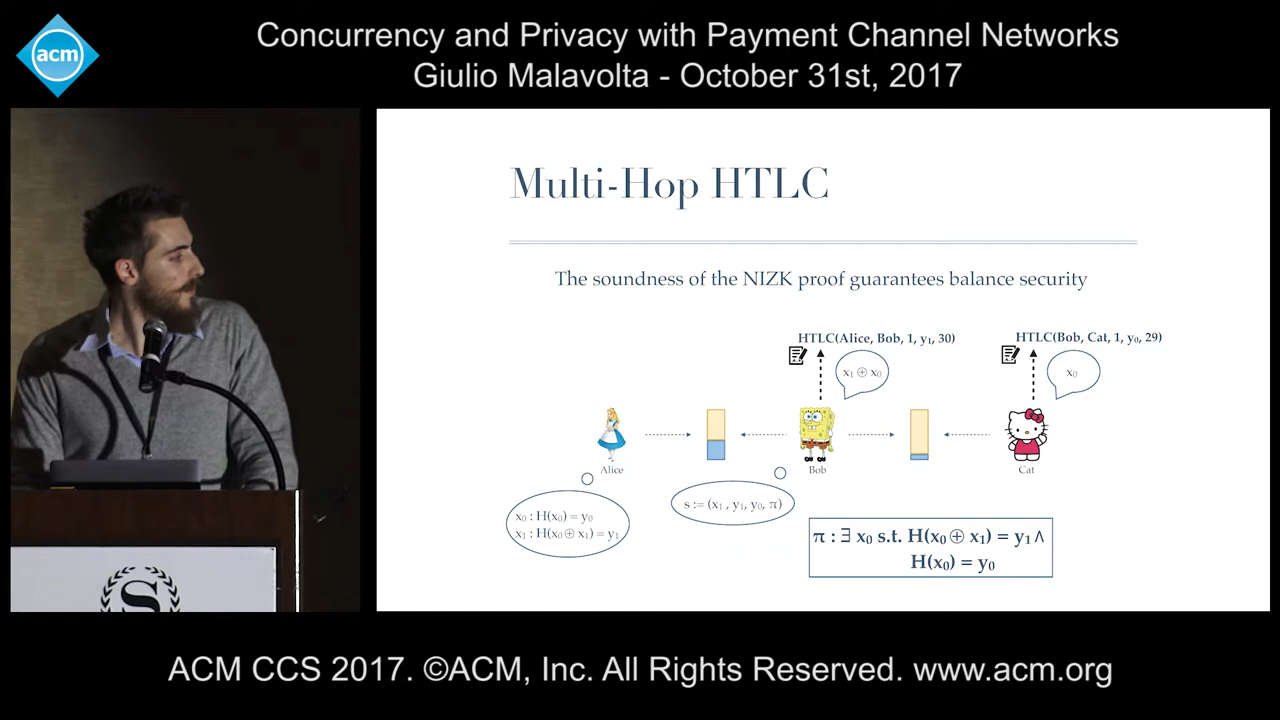 acm
Concurrency and Privacy with Payment Channel Networks
Giulio Malavolta - October 31st, 2017
Multi-Hop HTLC
The soundness of the NIZK proof guarantees balance security
HTLC(Alice, Bob, 1, y₁, 30)
HTLC(Bob, Cat, 1, y₀, 29)
x₁ ⊕ x₀
x₀
Alice
Bob
Cat
x₀ : H(x₀) = y₀
x₁ : H(x₀ ⊕ x₁) = y₁
s := (x₁ , y₁, y₀, π)
π : ∃ x₀ s.t. H(x₀ ⊕ x₁) = y₁ ∧
H(x₀) = y₀
S
ACM CCS 2017. ©ACM, Inc. All Rights Reserved. www.acm.org